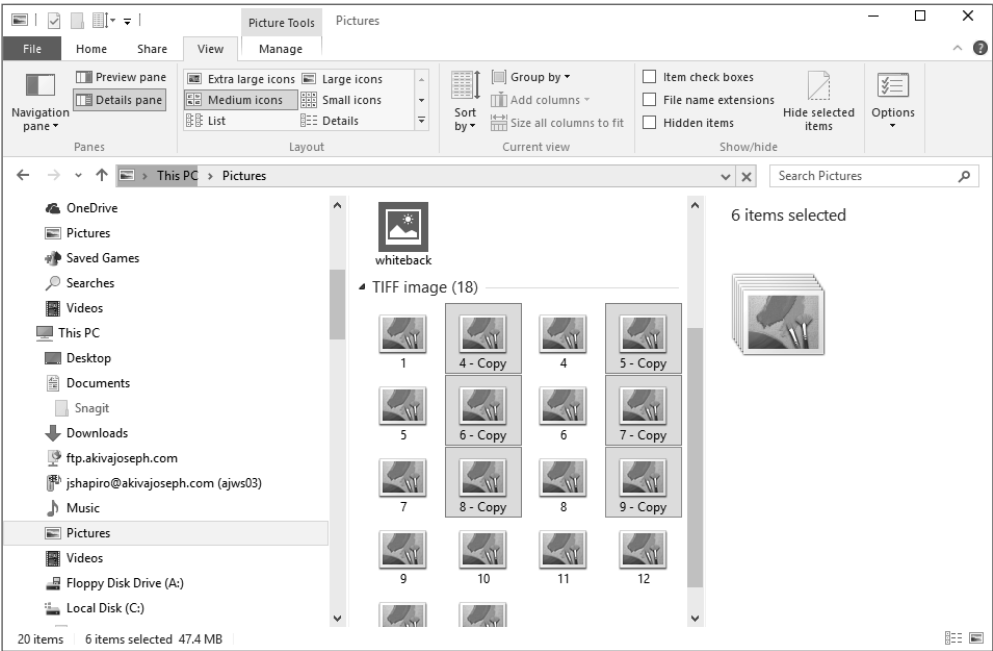 Picture Tools Pictures
File Home Share View Manage
Navigation pane
Preview pane
Details pane
Panes
Extra large icons Large icons
Medium icons Small icons
List Details
Layout
Sort by
Group by
Add columns
Size all columns to fit
Current view
Item check boxes
File name extensions
Hidden items
Hide selected items
Show/hide
Options
This PC > Pictures
Search Pictures
OneDrive
Pictures
Saved Games
Searches
Videos
This PC
Desktop
Documents
Snagit
Downloads
ftp.akivajoseph.com
jshapiro@akivajoseph.com (ajws03)
Music
Pictures
Videos
Floppy Disk Drive (A:)
Local Disk (C:)
whiteback
TIFF image (18)
1 4 - Copy 4 5 - Copy
5 6 - Copy 6 7 - Copy
7 8 - Copy 8 9 - Copy
9 10 11 12
6 items selected
20 items 6 items selected 47.4 MB